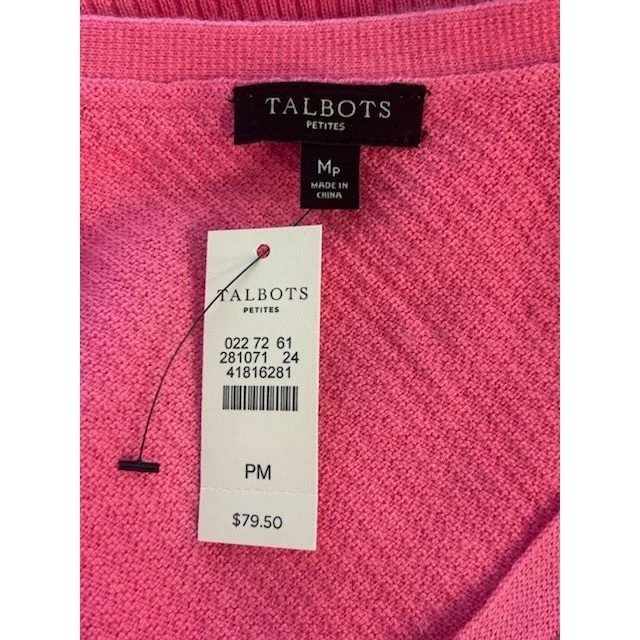 TALBOTS
PETITES
MP
MADE IN
CHINA
TALBOTS
PETITES
022 72 61
281071 24
41816281
PM
$79.50